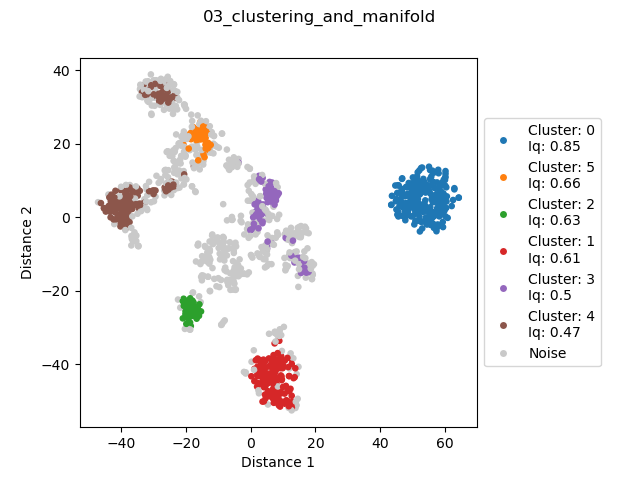 03_clustering_and_manifold
40
20
0
−20
−40
Distance 2
−40
−20
0
20
40
60
Distance 1
Cluster: 0
Iq: 0.85
Cluster: 5
Iq: 0.66
Cluster: 2
Iq: 0.63
Cluster: 1
Iq: 0.61
Cluster: 3
Iq: 0.5
Cluster: 4
Iq: 0.47
Noise